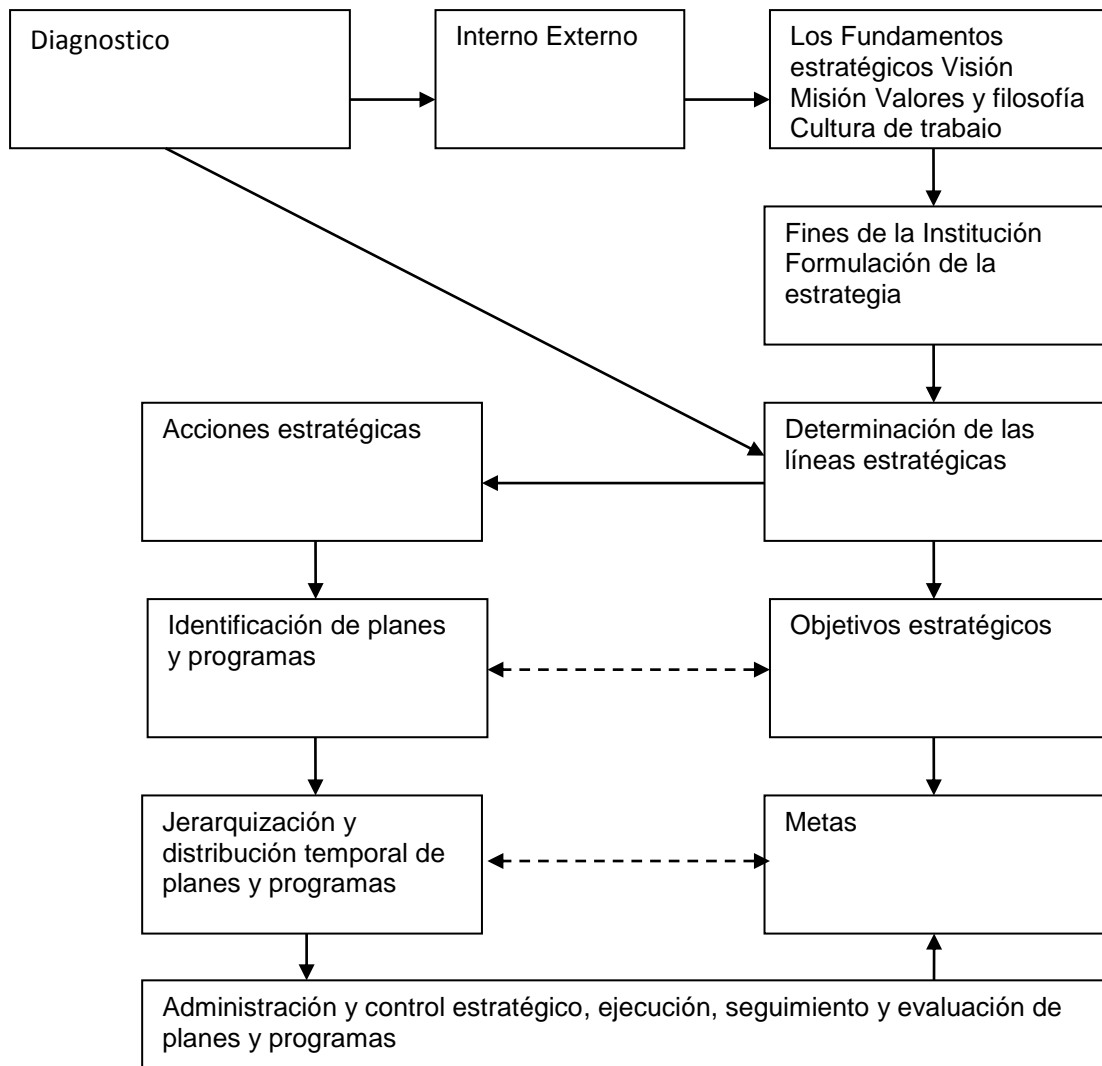 Diagnostico
Interno Externo
Los Fundamentos
estratégicos Visión
Misión Valores y filosofía
Cultura de trabajo
Fines de la Institución
Formulación de la
estrategia
Acciones estratégicas
Determinación de las
líneas estratégicas
Identificación de planes
y programas
Objetivos estratégicos
Jerarquización y
distribución temporal de
planes y programas
Metas
Administración y control estratégico, ejecución, seguimiento y evaluación de
planes y programas